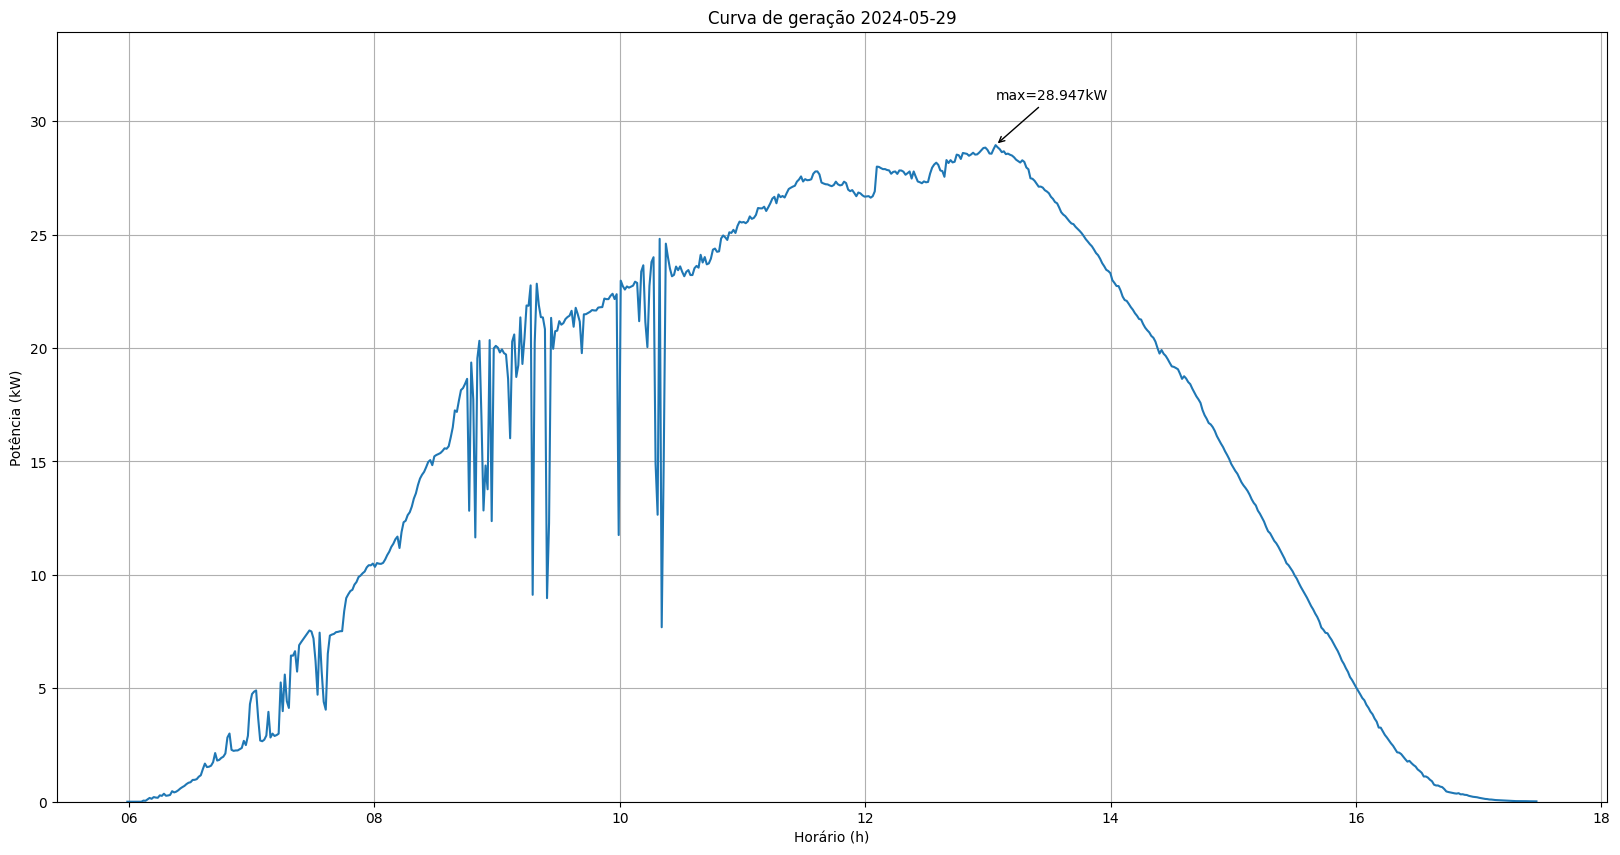 Curva de geração 2024-05-29
max=28.947kW
Potência (kW)
30
25
20
15
10
5
0
06 08 10 12 14 16 18
Horário (h)